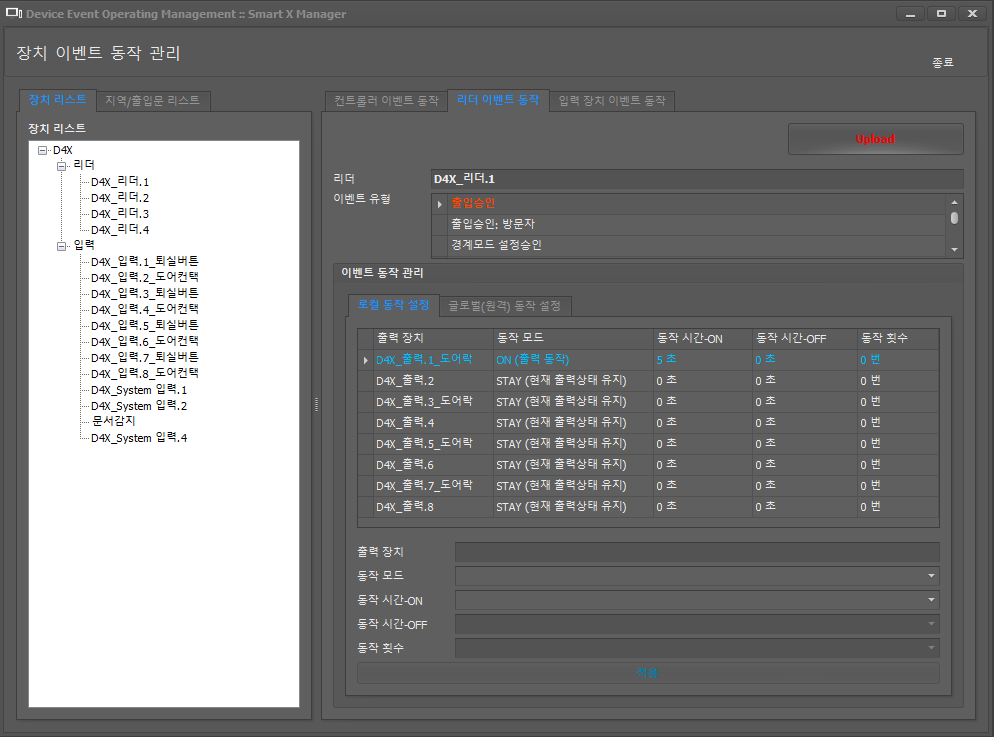 Device Event Operating Management :: Smart X Manager
장치 이벤트 동작 관리
종료
장치 리스트
지역/출입문 리스트
장치 리스트
D4X
리더
D4X_리더.1
D4X_리더.2
D4X_리더.3
D4X_리더.4
입력
D4X_입력.1_퇴실버튼
D4X_입력.2_도어컨택
D4X_입력.3_퇴실버튼
D4X_입력.4_도어컨택
D4X_입력.5_퇴실버튼
D4X_입력.6_도어컨택
D4X_입력.7_퇴실버튼
D4X_입력.8_도어컨택
D4X_System 입력.1
D4X_System 입력.2
문서감지
D4X_System 입력.4
컨트롤러 이벤트 동작
리더 이벤트 동작
입력 장치 이벤트 동작
Upload
리더 D4X_리더.1
이벤트 유형 출입승인
출입승인: 방문자
경계모드 설정승인
이벤트 동작 관리
로컬 동작 설정
글로벌(원격) 동작 설정
출력 장치 동작 모드 동작 시간-ON 동작 시간-OFF 동작 횟수
D4X_출력.1_도어락 ON (출력 동작) 5 초 0 초 0 번
D4X_출력.2 STAY (현재 출력상태 유지) 0 초 0 초 0 번
D4X_출력.3_도어락 STAY (현재 출력상태 유지) 0 초 0 초 0 번
D4X_출력.4 STAY (현재 출력상태 유지) 0 초 0 초 0 번
D4X_출력.5_도어락 STAY (현재 출력상태 유지) 0 초 0 초 0 번
D4X_출력.6 STAY (현재 출력상태 유지) 0 초 0 초 0 번
D4X_출력.7_도어락 STAY (현재 출력상태 유지) 0 초 0 초 0 번
D4X_출력.8 STAY (현재 출력상태 유지) 0 초 0 초 0 번
출력 장치
동작 모드
동작 시간-ON
동작 시간-OFF
동작 횟수